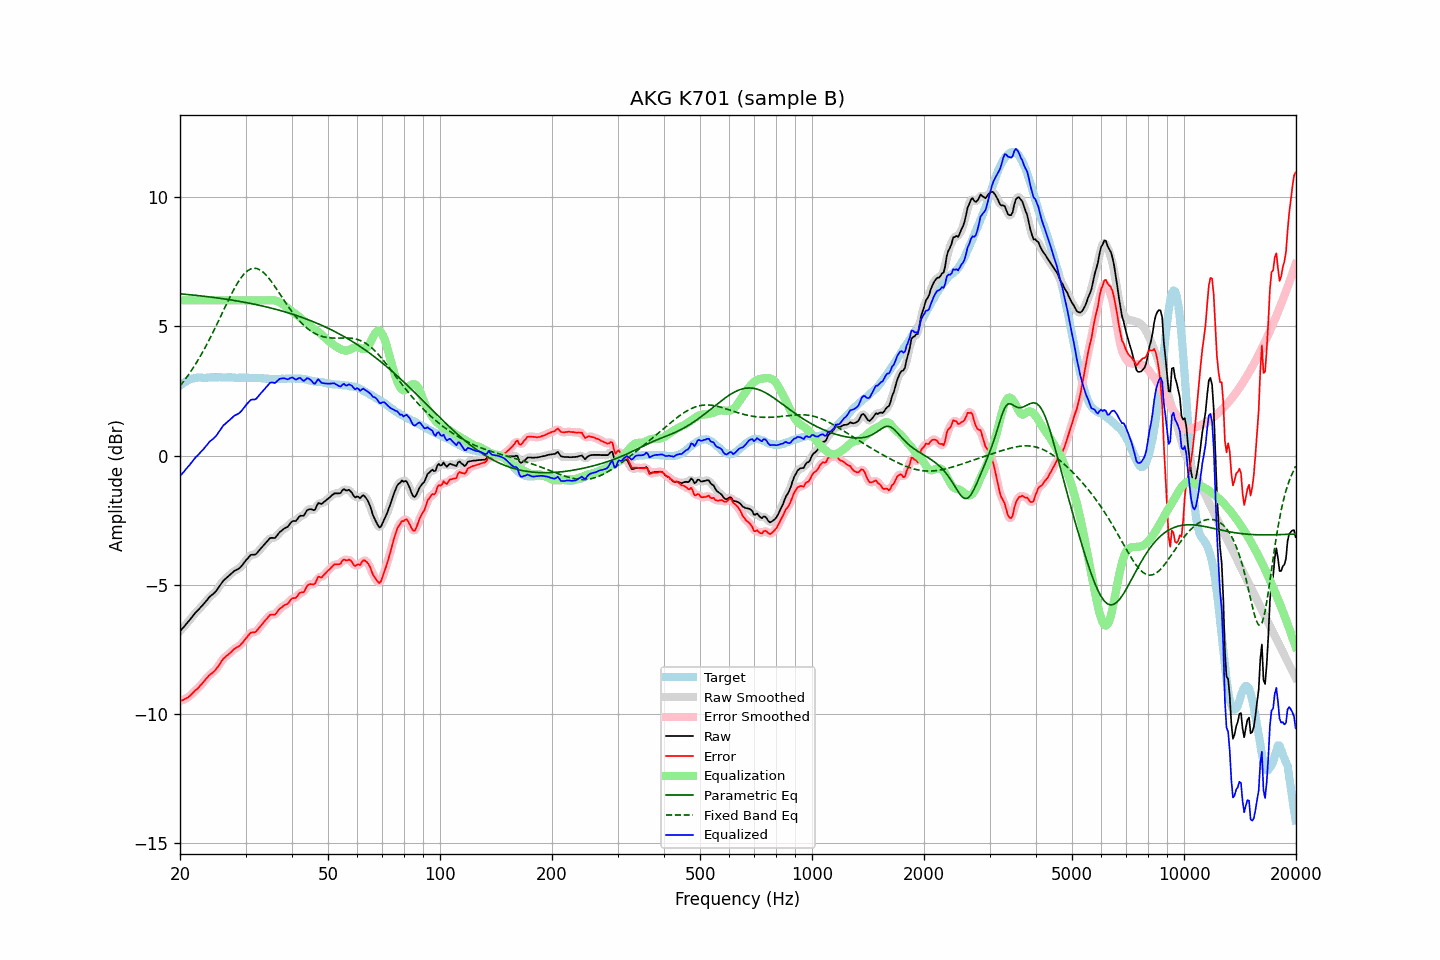 AKG K701 (sample B)
Amplitude (dBr)
10
5
0
−5
−10
−15
Target
Raw Smoothed
Error Smoothed
Raw
Error
Equalization
Parametric Eq
Fixed Band Eq
Equalized
20 50 100 200 500 1000 2000 5000 10000 20000
Frequency (Hz)